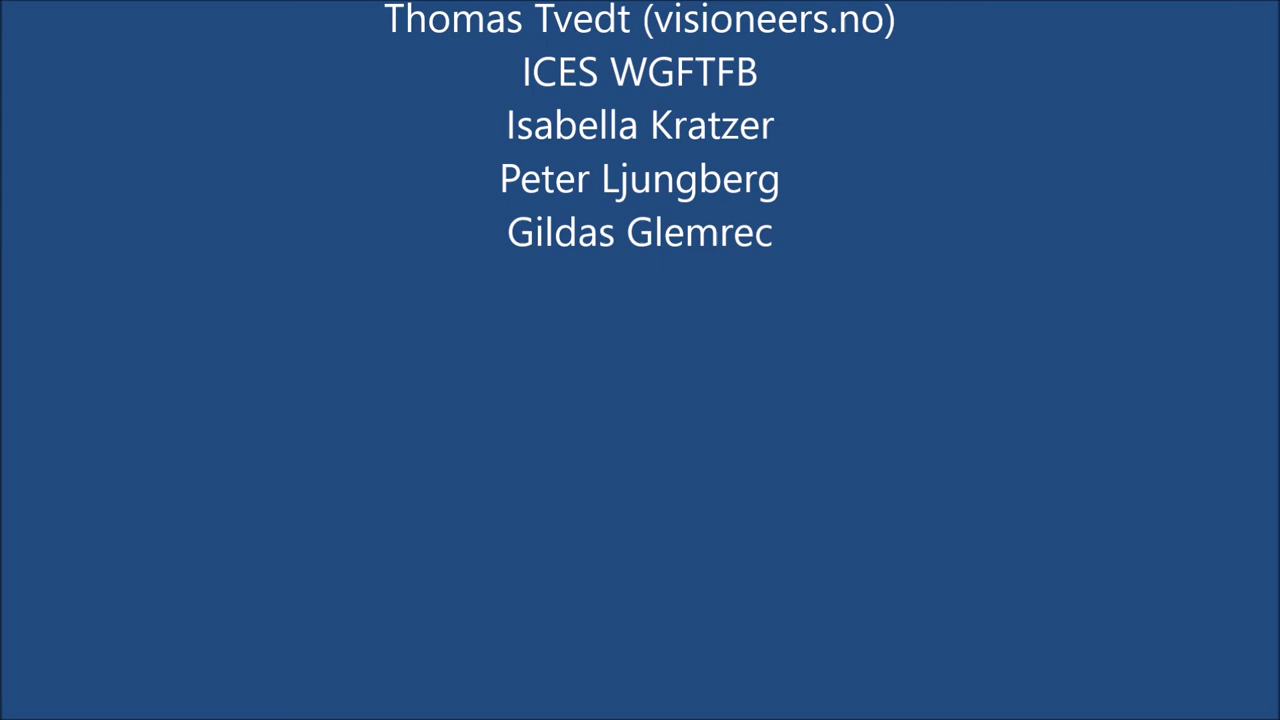 Thomas Tvedt (visioneers.no)
ICES WGFTFB
Isabella Kratzer
Peter Ljungberg
Gildas Glemrec